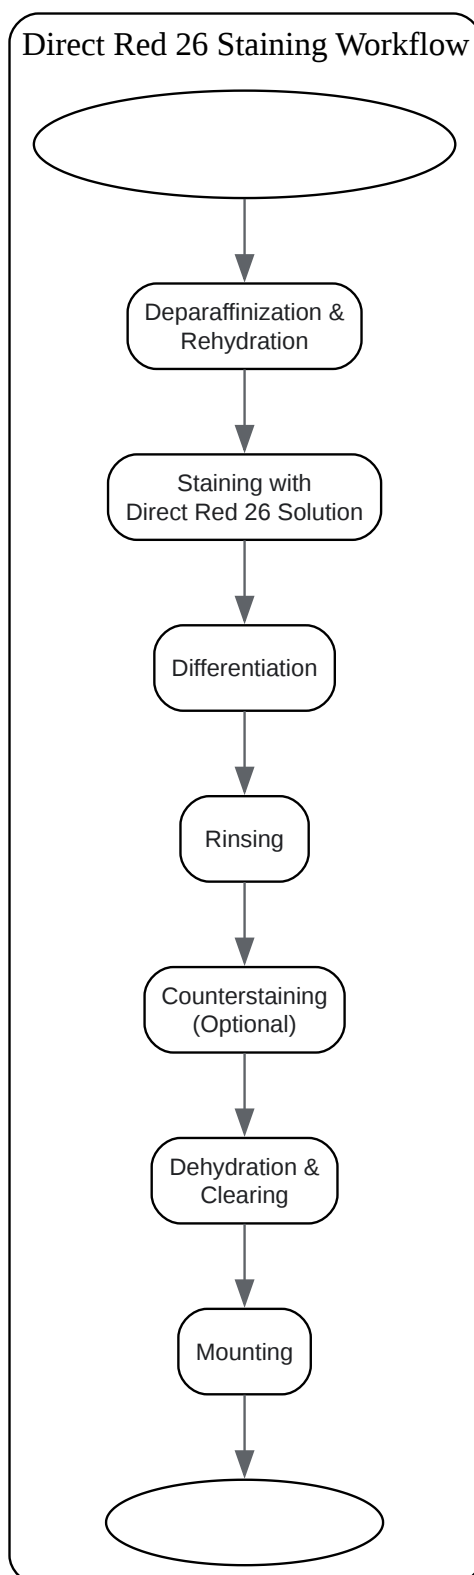 Direct Red 26 Staining Workflow
Deparaffinization &
Rehydration
Staining with
Direct Red 26 Solution
Differentiation
Rinsing
Counterstaining
(Optional)
Dehydration &
Clearing
Mounting